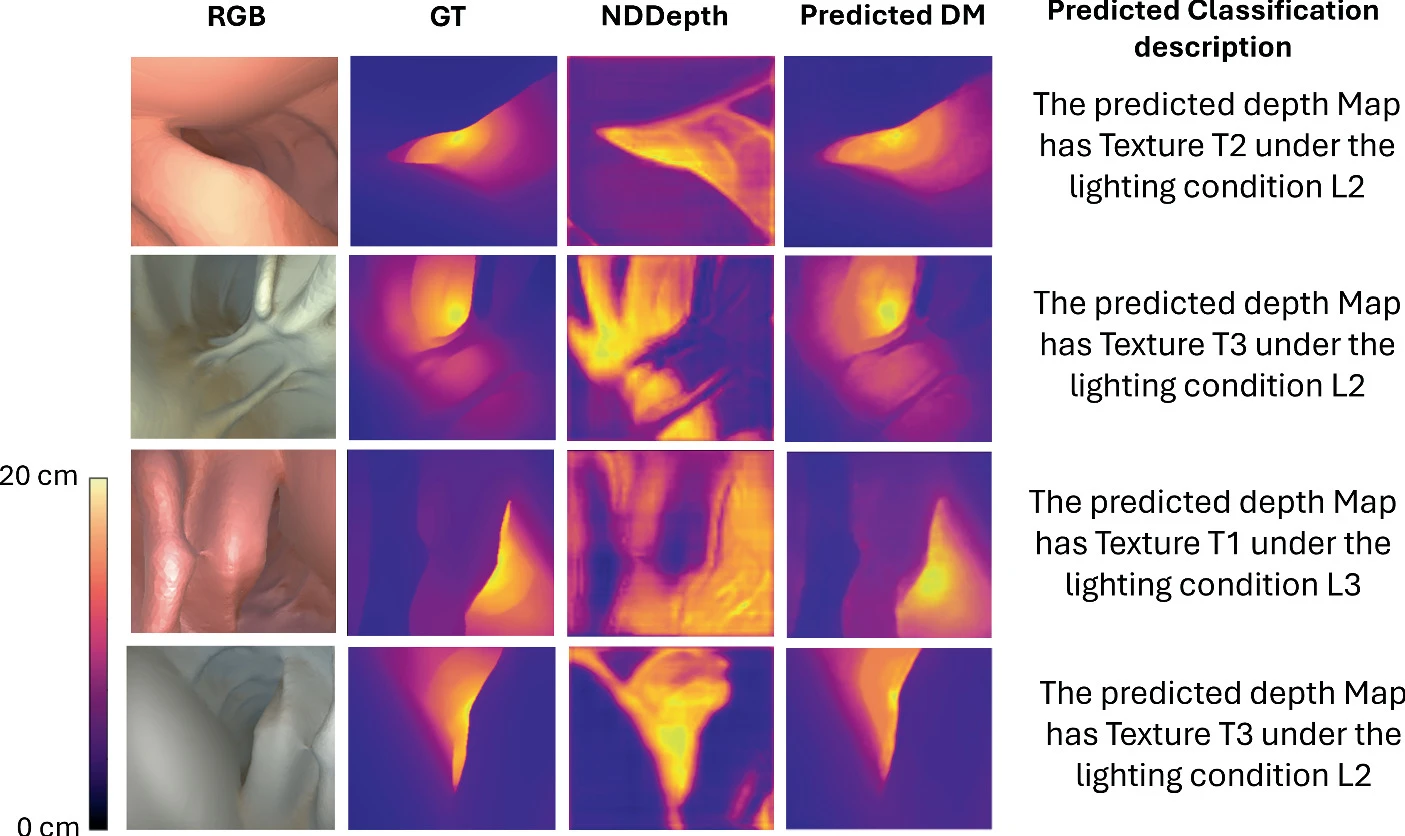 RGB
GT
NDDepth
Predicted DM
Predicted Classification
description
The predicted depth Map
has Texture T2 under the
lighting condition L2
The predicted depth Map
has Texture T3 under the
lighting condition L2
20 cm
The predicted depth Map
has Texture T1 under the
lighting condition L3
The predicted depth Map
has Texture T3 under the
lighting condition L2
0 cm